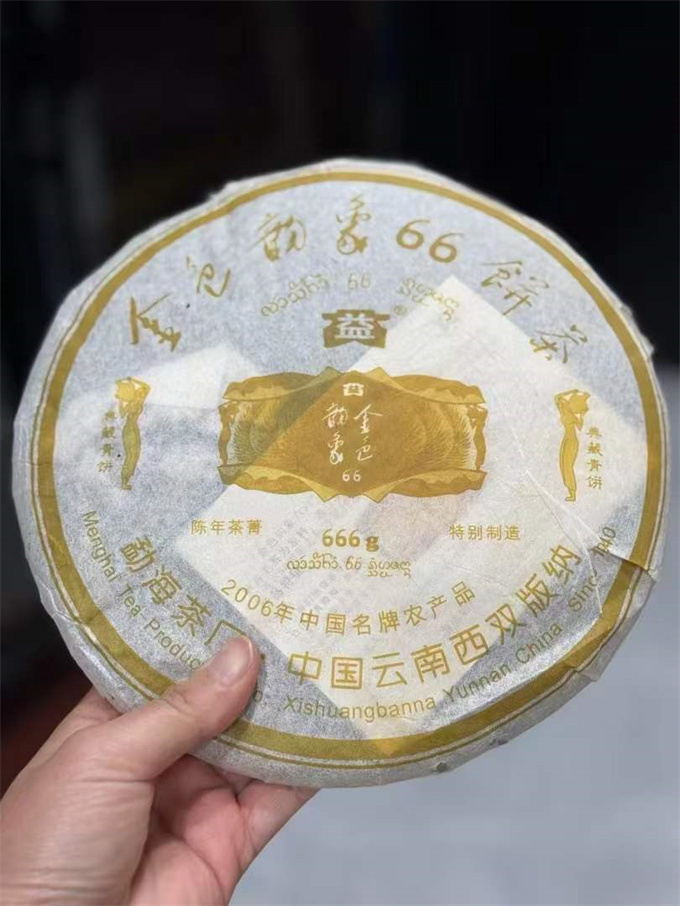 金色韵象66餅茶
益
®
典藏青饼
金色
韵象
66
典藏青饼
陈年茶菁
666g
特别制造
2006年中国名牌农产品
勐海茶厂 中国云南西双版纳
Menghai Tea Produc Xishuangbanna Yunnan China Since 1940